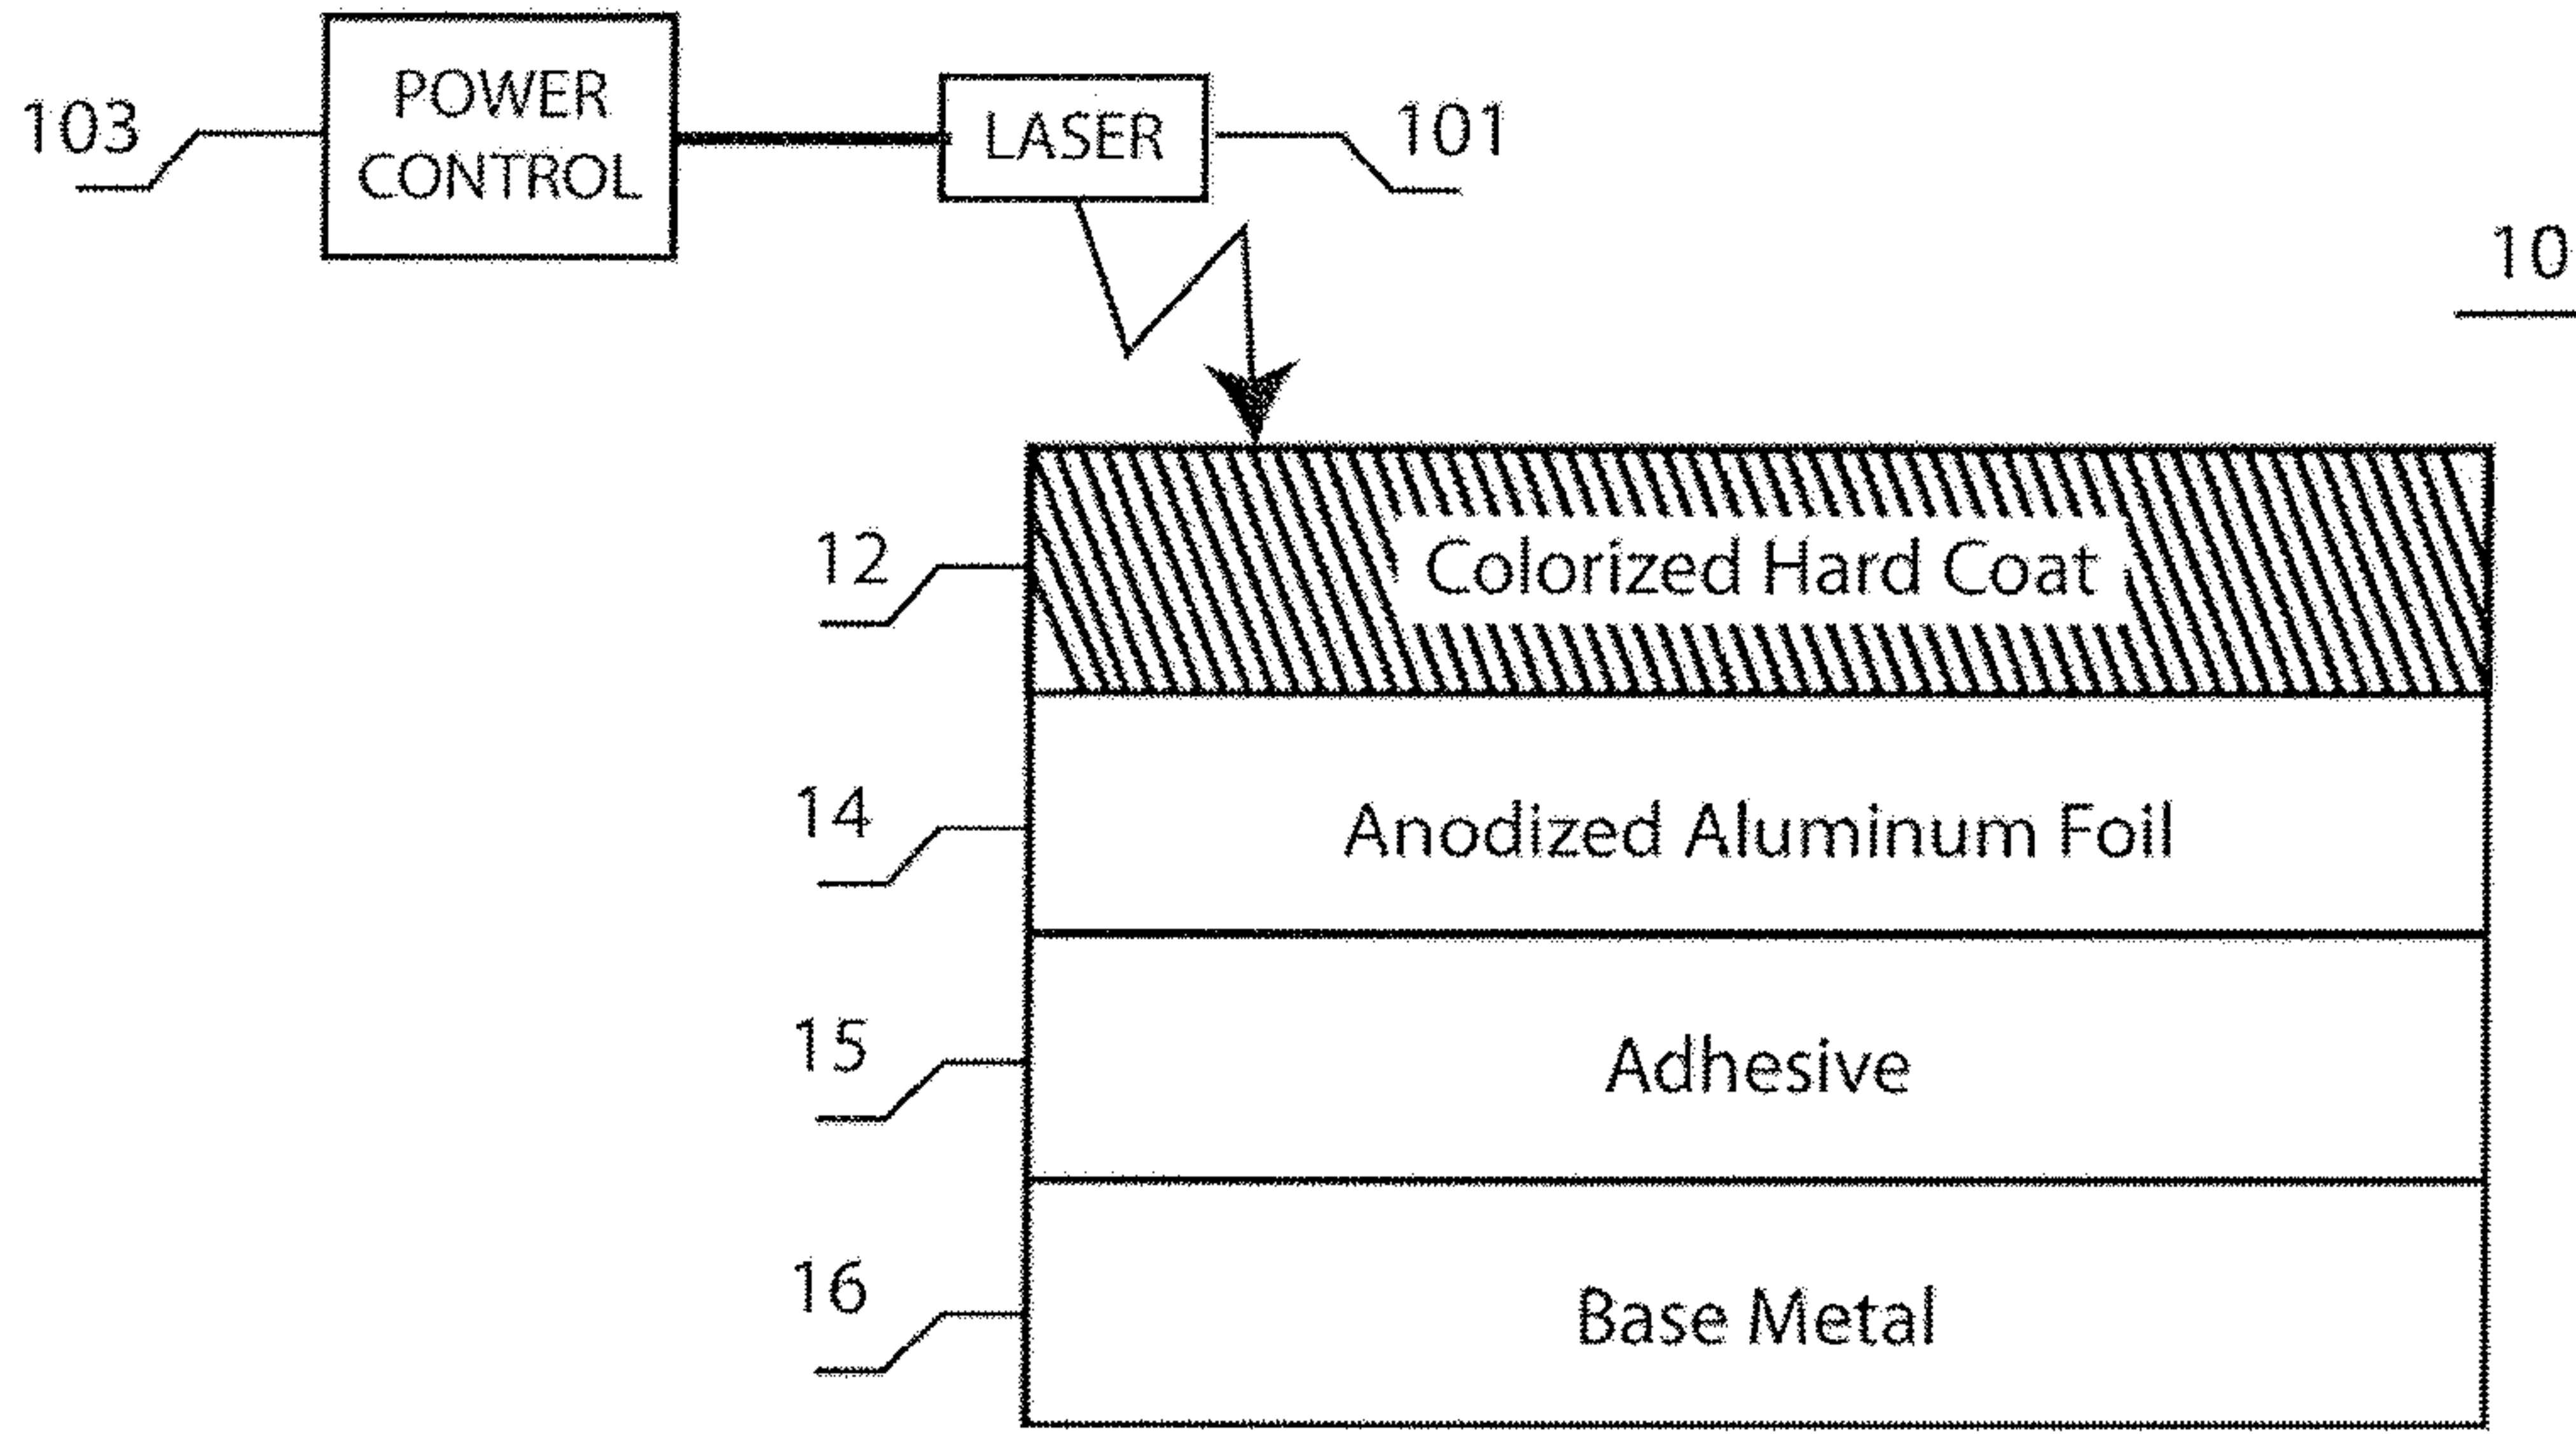 103
POWER
CONTROL
LASER
101
10
12
Colorized Hard Coat
14
Anodized Aluminum Foil
15
Adhesive
16
Base Metal